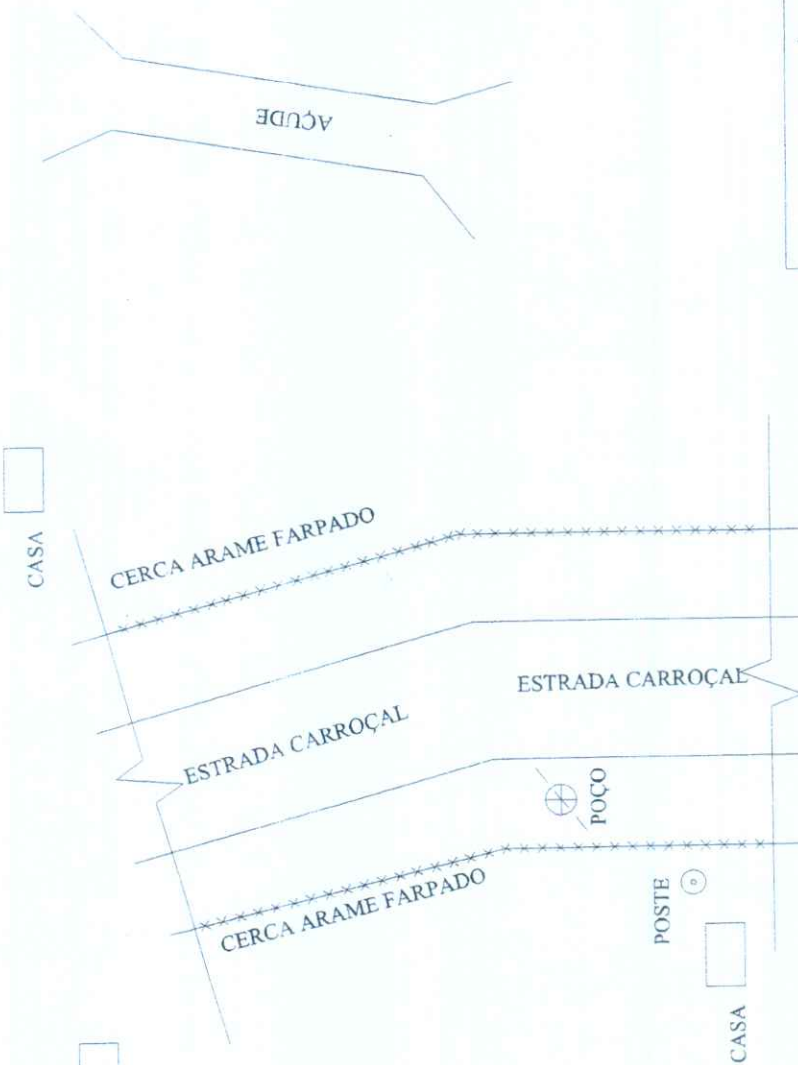 AÇUDE
CASA
CERCA ARAME FARPADO
ESTRADA CARROÇAL
ESTRADA CARROÇAL
POÇO
CERCA ARAME FARPADO
POSTE
CASA